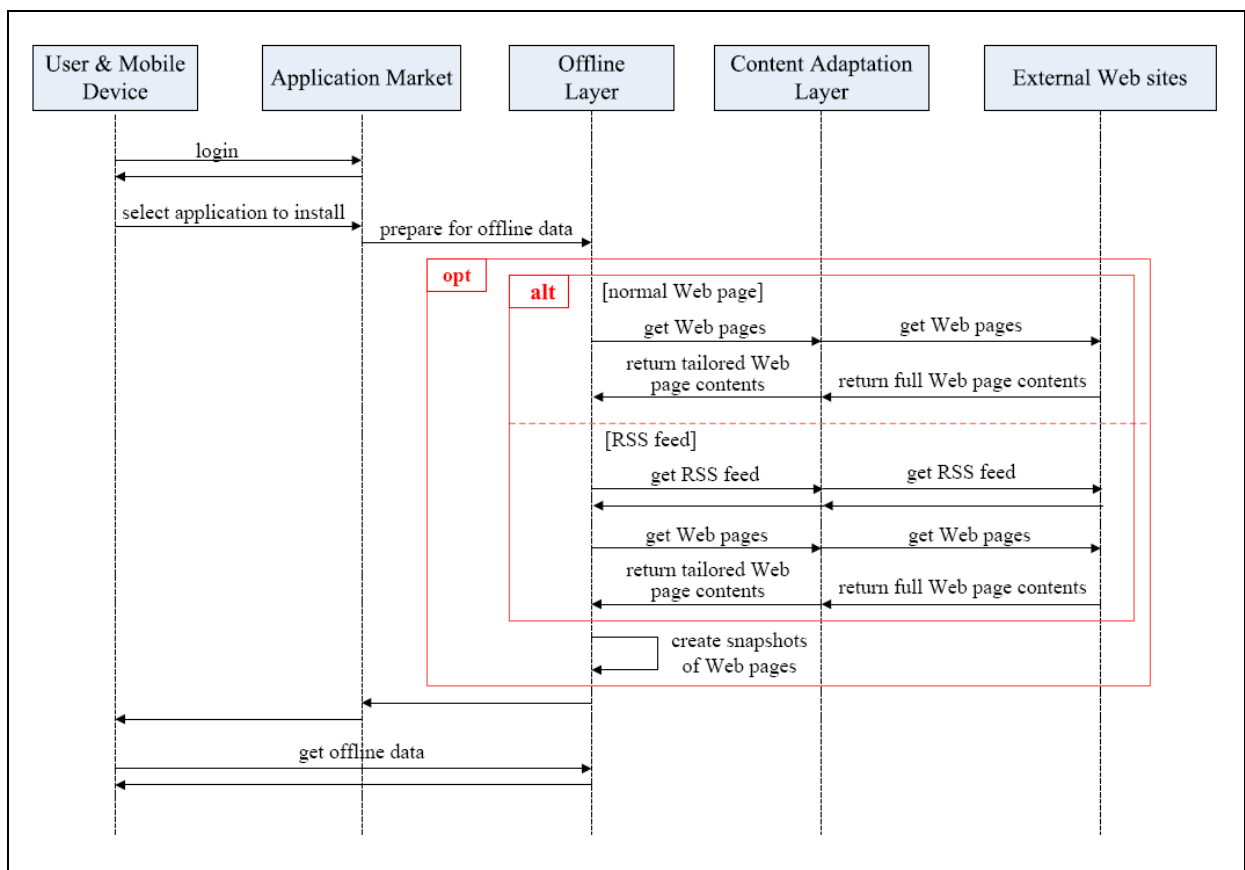 User & Mobile
Device
Application Market
Offline
Layer
Content Adaptation
Layer
External Web sites
login
select application to install
prepare for offline data
opt
alt
[normal Web page]
get Web pages
get Web pages
return tailored Web
page contents
return full Web page contents
[RSS feed]
get RSS feed
get RSS feed
get Web pages
get Web pages
return tailored Web
page contents
return full Web page contents
create snapshots
of Web pages
get offline data